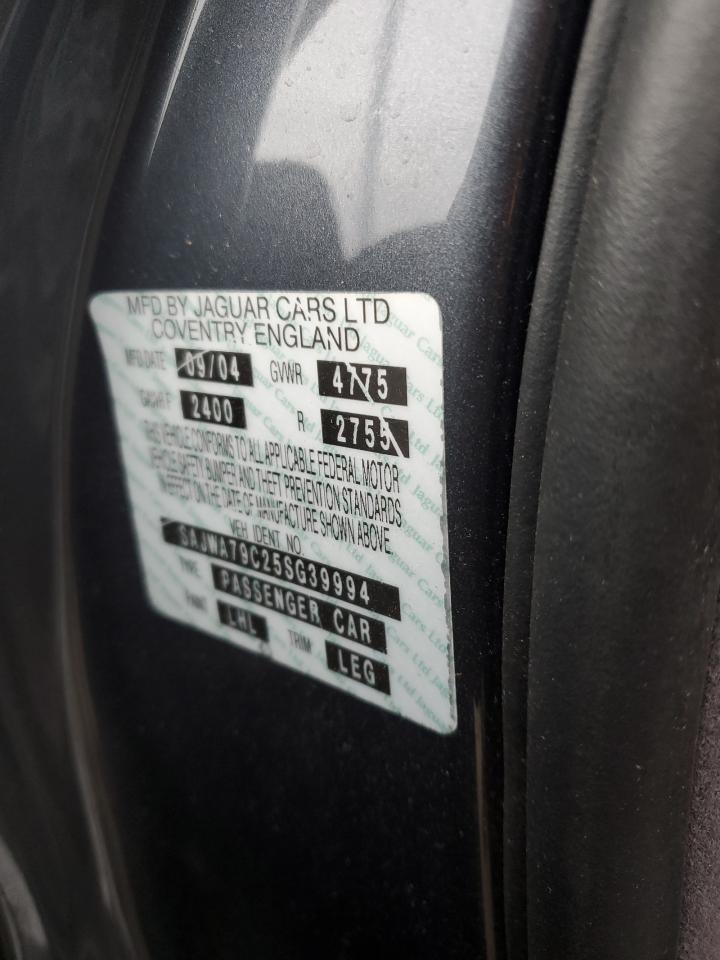 MFD BY JAGUAR CARS LTD
COVENTRY ENGLAND
MFD DATE 09/04 GVWR 4775
GAWR F 2400 R 2755
THIS VEHICLE CONFORMS TO ALL APPLICABLE FEDERAL MOTOR
VEHICLE SAFETY BUMPER AND THEFT PREVENTION STANDARDS
IN EFFECT ON THE DATE OF MANUFACTURE SHOWN ABOVE.
VEH IDENT NO.
SAJWA79C25SG39994
TYPE PASSENGER CAR
PAINT LHL TRIM LEG